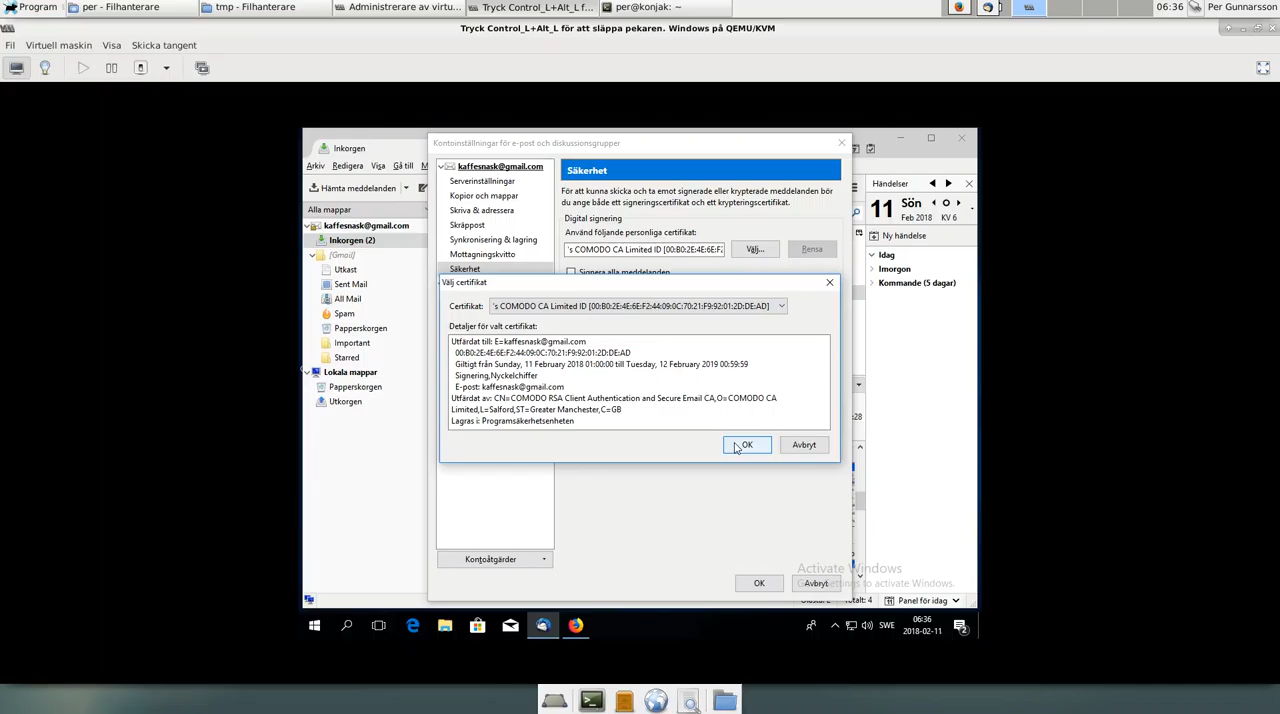 Program
per - Filhanterare
tmp - Filhanterare
Administrerare av virtu...
Tryck Control_L+Alt_L f...
per@konjak: ~
06:36
Per Gunnarsson
Tryck Control_L+Alt_L för att släppa pekaren. Windows på QEMU/KVM
Fil
Virtuell maskin
Visa
Skicka tangent
Inkorgen
Arkiv
Redigera
Visa
Gå till
M
Hämta meddelanden
Alla mappar
kaffesnask@gmail.com
Inkorgen (2)
[Gmail]
Utkast
Sent Mail
All Mail
Spam
Papperskorgen
Important
Starred
Lokala mappar
Papperskorgen
Utkorgen
Kontoinställningar för e-post och diskussionsgrupper
kaffesnask@gmail.com
Serverinställningar
Kopior och mappar
Skriva & adressera
Skräppost
Synkronisering & lagring
Mottagningskvitto
Säkerhet
Kontoåtgärder
Säkerhet
För att kunna skicka och ta emot signerade eller krypterade meddelanden bör
du ange både ett signeringscertifikat och ett krypteringscertifikat.
Digital signering
Använd följande personliga certifikat:
's COMODO CA Limited ID [00:B0:2E:4E:6E:F2
Välj...
Rensa
Signera alla meddelanden
Välj certifikat
Certifikat:
's COMODO CA Limited ID [00:B0:2E:4E:6E:F2:44:09:0C:70:21:F9:92:01:2D:DE:AD]
Detaljer för valt certifikat:
Utfärdat till: E=kaffesnask@gmail.com
00:B0:2E:4E:6E:F2:44:09:0C:70:21:F9:92:01:2D:DE:AD
Giltigt från Sunday, 11 February 2018 01:00:00 till Tuesday, 12 February 2019 00:59:59
Signering,Nyckelchiffer
E-post: kaffesnask@gmail.com
Utfärdat av: CN=COMODO RSA Client Authentication and Secure Email CA,O=COMODO CA
Limited,L=Salford,ST=Greater Manchester,C=GB
Lagras i: Programsäkerhetsenheten
OK
Avbryt
OK
Avbryt
Händelser
11
Sön
Feb 2018
KV 6
Ny händelse
Idag
Imorgon
Kommande (5 dagar)
:28
Activate Windows
settings to activate Windows.
Totalt: 4
Panel för idag
SWE
06:36
2018-02-11
2